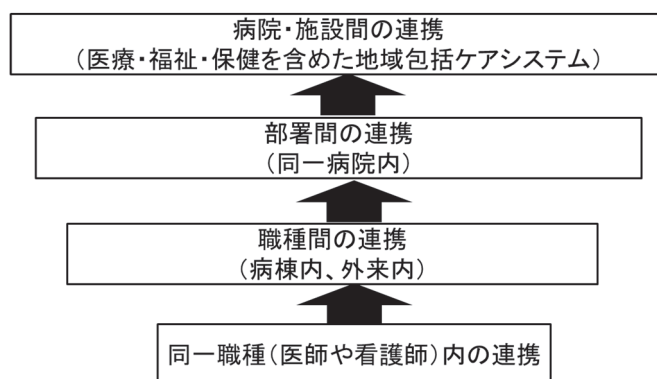 病院・施設間の連携
（医療・福祉・保健を含めた地域包括ケアシステム）
部署間の連携
（同一病院内）
職種間の連携
（病棟内、外来内）
同一職種（医師や看護師）内の連携